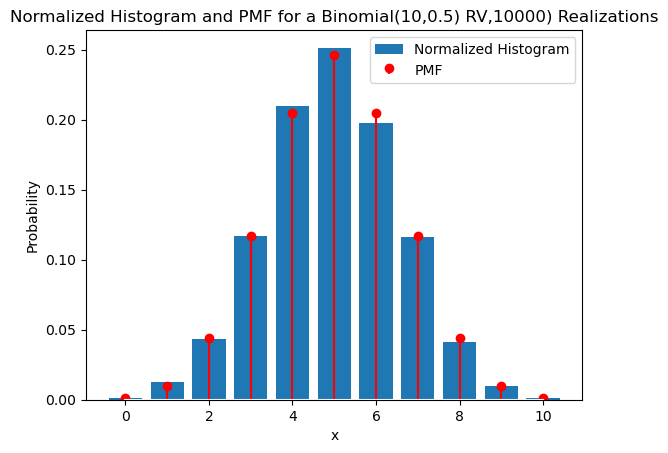 Normalized Histogram and PMF for a Binomial(10,0.5) RV,10000) Realizations
Normalized Histogram
PMF
Probability
0.25
0.20
0.15
0.10
0.05
0.00
0 2 4 6 8 10
x